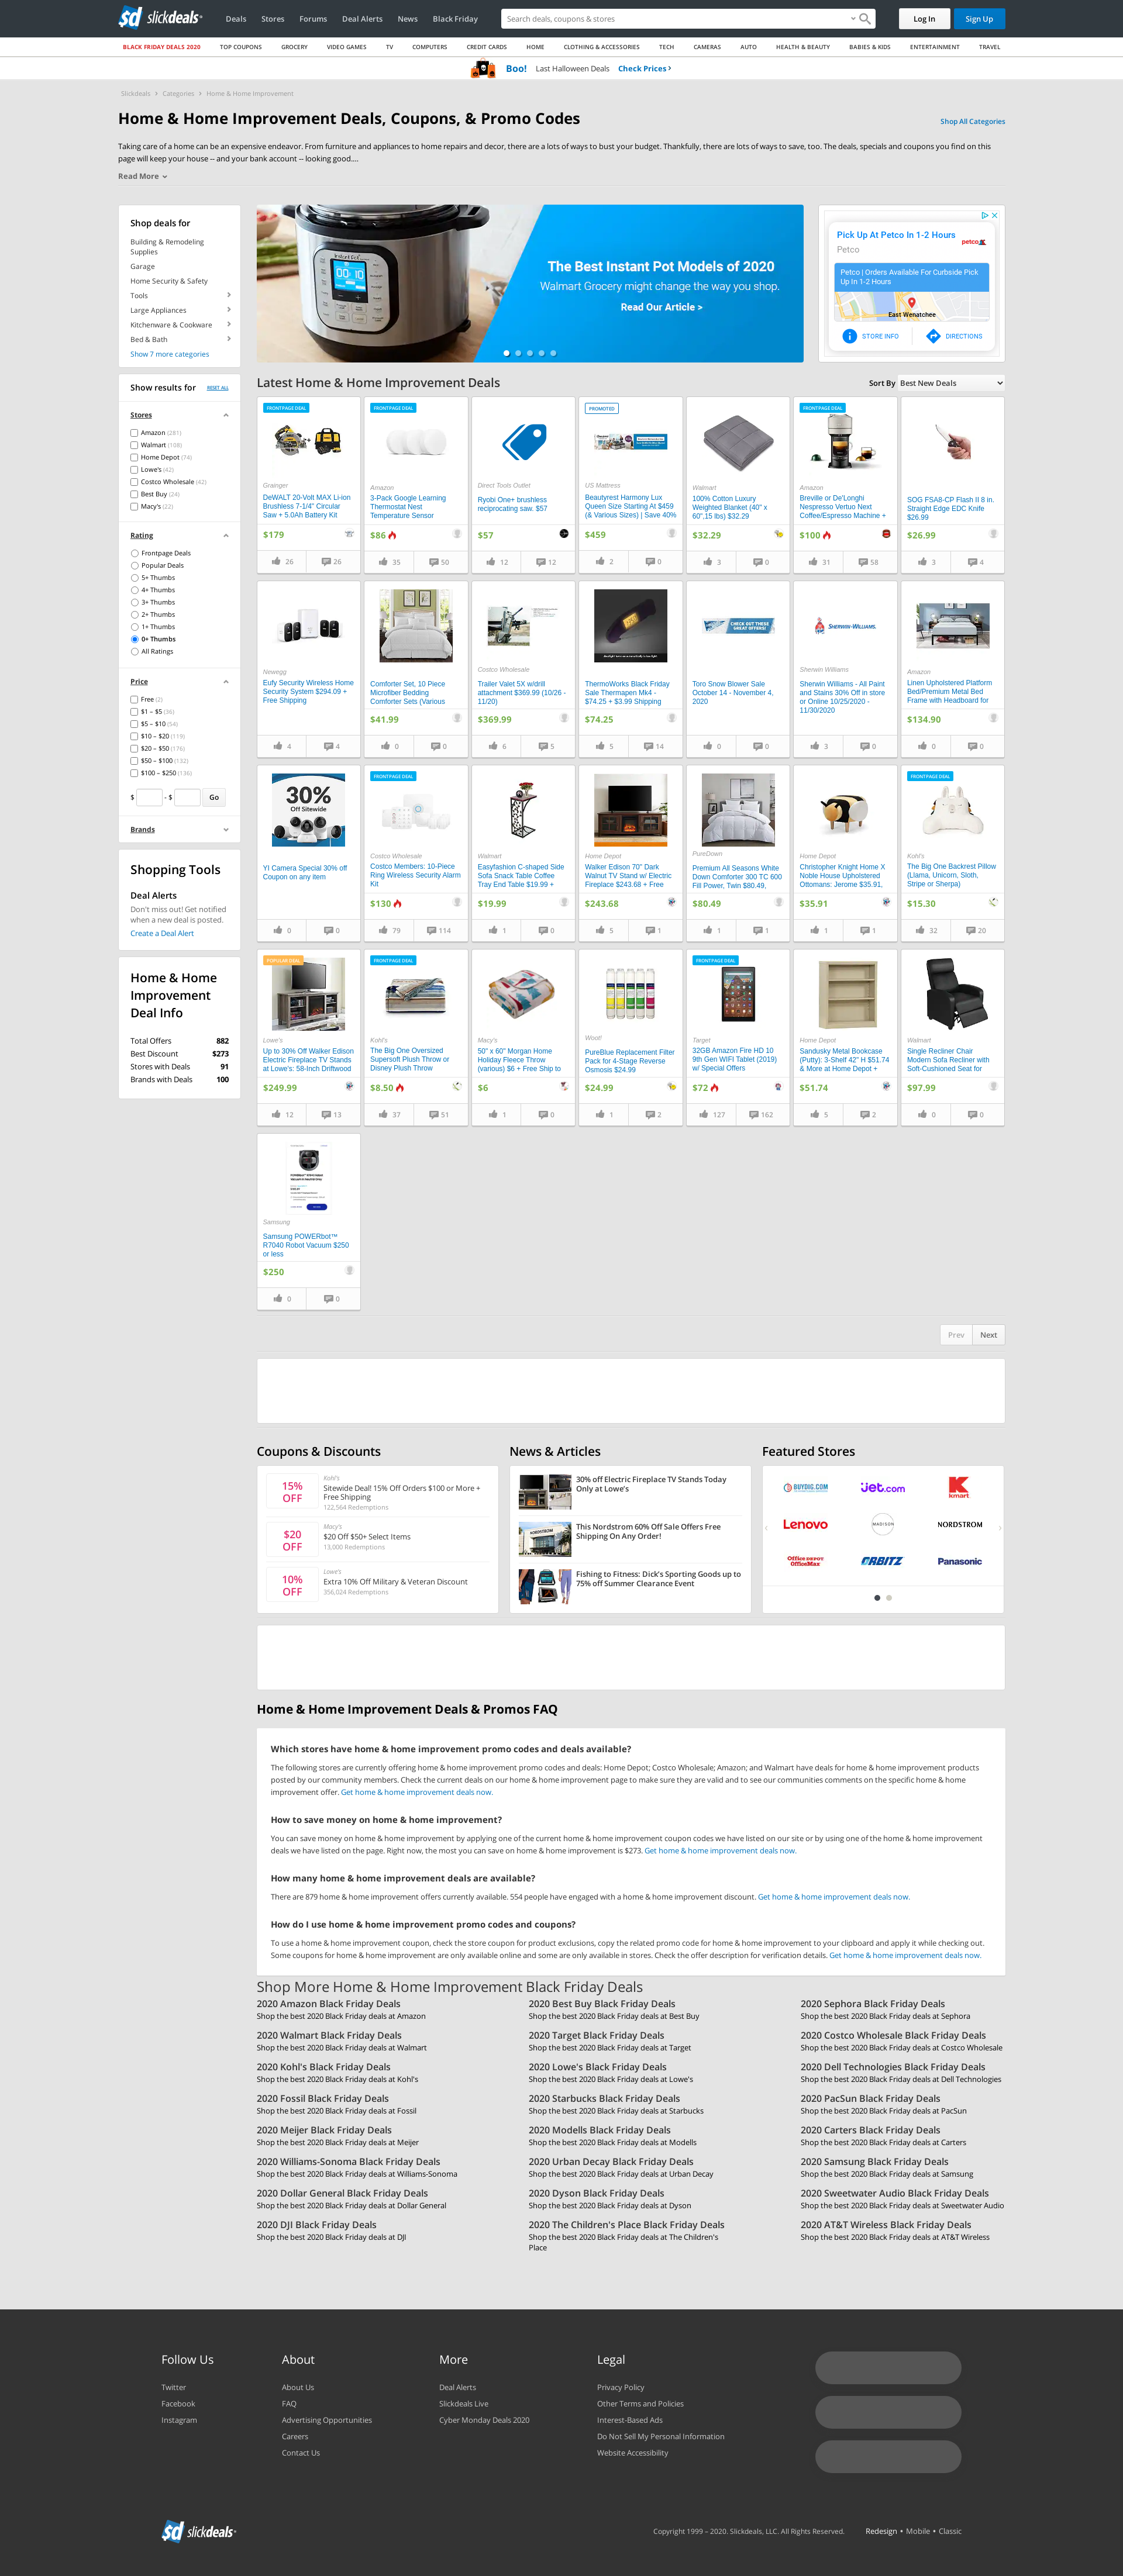 sd slickdeals
Deals Stores Forums Deal Alerts News Black Friday
Search deals, coupons & stores
Log In
Sign Up
BLACK FRIDAY DEALS 2020 TOP COUPONS GROCERY VIDEO GAMES TV COMPUTERS CREDIT CARDS HOME CLOTHING & ACCESSORIES TECH CAMERAS AUTO HEALTH & BEAUTY BABIES & KIDS ENTERTAINMENT TRAVEL
Boo! Last Halloween Deals Check Prices
Slickdeals Categories Home & Home Improvement
Home & Home Improvement Deals, Coupons, & Promo Codes
Shop All Categories
Taking care of a home can be an expensive endeavor. From furniture and appliances to home repairs and decor, there are a lots of ways to bust your budget. Thankfully, there are lots of ways to save, too. The deals, specials and coupons you find on this
page will keep your house -- and your bank account -- looking good....
Read More
Shop deals for
Building & Remodeling
Supplies
Garage
Home Security & Safety
Tools
Large Appliances
Kitchenware & Cookware
Bed & Bath
Show 7 more categories
Show results for RESET ALL
Stores
Amazon (281)
Walmart (108)
Home Depot (74)
Lowe's (42)
Costco Wholesale (42)
Best Buy (24)
Macy's (22)
Rating
Frontpage Deals
Popular Deals
5+ Thumbs
4+ Thumbs
3+ Thumbs
2+ Thumbs
1+ Thumbs
0+ Thumbs
All Ratings
Price
Free (2)
$1 – $5 (36)
$5 – $10 (54)
$10 – $20 (119)
$20 – $50 (176)
$50 – $100 (132)
$100 – $250 (136)
$ - $ Go
Brands
Shopping Tools
Deal Alerts
Don't miss out! Get notified
when a new deal is posted.
Create a Deal Alert
Home & Home
Improvement
Deal Info
Total Offers 882
Best Discount $273
Stores with Deals 91
Brands with Deals 100
The Best Instant Pot Models of 2020
Walmart Grocery might change the way you shop.
Read Our Article >
Pick Up At Petco In 1-2 Hours
Petco
petco
Petco | Orders Available For Curbside Pick
Up In 1-2 Hours
East Wenatchee
STORE INFO
DIRECTIONS
Latest Home & Home Improvement Deals
Sort By Best New Deals
FRONTPAGE DEAL
Grainger
DeWALT 20-Volt MAX Li-ion
Brushless 7-1/4" Circular
Saw + 5.0Ah Battery Kit
$179
26 26
FRONTPAGE DEAL
Amazon
3-Pack Google Learning
Thermostat Nest
Temperature Sensor
$86
35 50
Direct Tools Outlet
Ryobi One+ brushless
reciprocating saw. $57
$57
12 12
PROMOTED
US Mattress
Beautyrest Harmony Lux
Queen Size Starting At $459
(& Various Sizes) | Save 40%
$459
2 0
Walmart
100% Cotton Luxury
Weighted Blanket (40" x
60",15 lbs) $32.29
$32.29
3 0
FRONTPAGE DEAL
Amazon
Breville or De'Longhi
Nespresso Vertuo Next
Coffee/Espresso Machine +
$100
31 58
SOG FSA8-CP Flash II 8 in.
Straight Edge EDC Knife
$26.99
$26.99
3 4
Newegg
Eufy Security Wireless Home
Security System $294.09 +
Free Shipping
4 4
Comforter Set, 10 Piece
Microfiber Bedding
Comforter Sets (Various
$41.99
0 0
Costco Wholesale
Trailer Valet 5X w/drill
attachment $369.99 (10/26 -
11/20)
$369.99
6 5
ThermoWorks Black Friday
Sale Thermapen Mk4 -
$74.25 + $3.99 Shipping
$74.25
5 14
CHECK OUT THESE
GREAT OFFERS!
Toro Snow Blower Sale
October 14 - November 4,
2020
0 0
SHERWIN-WILLIAMS.
Sherwin Williams
Sherwin Williams - All Paint
and Stains 30% Off in store
or Online 10/25/2020 -
11/30/2020
3 0
Amazon
Linen Upholstered Platform
Bed/Premium Metal Bed
Frame with Headboard for
$134.90
0 0
30%
Off Sitewide
YI Camera Special 30% off
Coupon on any item
0 0
FRONTPAGE DEAL
Costco Wholesale
Costco Members: 10-Piece
Ring Wireless Security Alarm
Kit
$130
79 114
Walmart
Easyfashion C-shaped Side
Sofa Snack Table Coffee
Tray End Table $19.99 +
$19.99
1 0
Home Depot
Walker Edison 70" Dark
Walnut TV Stand w/ Electric
Fireplace $243.68 + Free
$243.68
5 1
PureDown
Premium All Seasons White
Down Comforter 300 TC 600
Fill Power, Twin $80.49,
$80.49
1 1
Home Depot
Christopher Knight Home X
Noble House Upholstered
Ottomans: Jerome $35.91,
$35.91
1 1
FRONTPAGE DEAL
Kohl's
The Big One Backrest Pillow
(Llama, Unicorn, Sloth,
Stripe or Sherpa)
$15.30
32 20
POPULAR DEAL
Lowe's
Up to 30% Off Walker Edison
Electric Fireplace TV Stands
at Lowe's: 58-Inch Driftwood
$249.99
12 13
FRONTPAGE DEAL
Kohl's
The Big One Oversized
Supersoft Plush Throw or
Disney Plush Throw
$8.50
37 51
Macy's
50" x 60" Morgan Home
Holiday Fleece Throw
(various) $6 + Free Ship to
$6
1 0
Woot!
PureBlue Replacement Filter
Pack for 4-Stage Reverse
Osmosis $24.99
$24.99
1 2
FRONTPAGE DEAL
Target
32GB Amazon Fire HD 10
9th Gen WIFI Tablet (2019)
w/ Special Offers
$72
127 162
Home Depot
Sandusky Metal Bookcase
(Putty): 3-Shelf 42" H $51.74
& More at Home Depot +
$51.74
5 2
Walmart
Single Recliner Chair
Modern Sofa Recliner with
Soft-Cushioned Seat for
$97.99
0 0
Samsung
Samsung POWERbot™
R7040 Robot Vacuum $250
or less
$250
0 0
Prev Next
Coupons & Discounts
15%
OFF
Kohl's
Sitewide Deal! 15% Off Orders $100 or More +
Free Shipping
122,564 Redemptions
$20
OFF
Macy's
$20 Off $50+ Select Items
13,000 Redemptions
10%
OFF
Lowe's
Extra 10% Off Military & Veteran Discount
356,024 Redemptions
News & Articles
30% off Electric Fireplace TV Stands Today
Only at Lowe's
This Nordstrom 60% Off Sale Offers Free
Shipping On Any Order!
Fishing to Fitness: Dick's Sporting Goods up to
75% off Summer Clearance Event
Featured Stores
BUYDIG.COM jet.com Kmart
Lenovo MADISON NORDSTROM
Office DEPOT OfficeMax ORBITZ Panasonic
Home & Home Improvement Deals & Promos FAQ
Which stores have home & home improvement promo codes and deals available?
The following stores are currently offering home & home improvement promo codes and deals: Home Depot; Costco Wholesale; Amazon; and Walmart have deals for home & home improvement products
posted by our community members. Check the current deals on our home & home improvement page to make sure they are valid and to see our communities comments on the specific home & home
improvement offer. Get home & home improvement deals now.
How to save money on home & home improvement?
You can save money on home & home improvement by applying one of the current home & home improvement coupon codes we have listed on our site or by using one of the home & home improvement
deals we have listed on the page. Right now, the most you can save on home & home improvement is $273. Get home & home improvement deals now.
How many home & home improvement deals are available?
There are 879 home & home improvement offers currently available. 554 people have engaged with a home & home improvement discount. Get home & home improvement deals now.
How do I use home & home improvement promo codes and coupons?
To use a home & home improvement coupon, check the store coupon for product exclusions, copy the related promo code for home & home improvement to your clipboard and apply it while checking out.
Some coupons for home & home improvement are only available online and some are only available in stores. Check the offer description for verification details. Get home & home improvement deals now.
Shop More Home & Home Improvement Black Friday Deals
2020 Amazon Black Friday Deals
Shop the best 2020 Black Friday deals at Amazon
2020 Best Buy Black Friday Deals
Shop the best 2020 Black Friday deals at Best Buy
2020 Sephora Black Friday Deals
Shop the best 2020 Black Friday deals at Sephora
2020 Walmart Black Friday Deals
Shop the best 2020 Black Friday deals at Walmart
2020 Target Black Friday Deals
Shop the best 2020 Black Friday deals at Target
2020 Costco Wholesale Black Friday Deals
Shop the best 2020 Black Friday deals at Costco Wholesale
2020 Kohl's Black Friday Deals
Shop the best 2020 Black Friday deals at Kohl's
2020 Lowe's Black Friday Deals
Shop the best 2020 Black Friday deals at Lowe's
2020 Dell Technologies Black Friday Deals
Shop the best 2020 Black Friday deals at Dell Technologies
2020 Fossil Black Friday Deals
Shop the best 2020 Black Friday deals at Fossil
2020 Starbucks Black Friday Deals
Shop the best 2020 Black Friday deals at Starbucks
2020 PacSun Black Friday Deals
Shop the best 2020 Black Friday deals at PacSun
2020 Meijer Black Friday Deals
Shop the best 2020 Black Friday deals at Meijer
2020 Modells Black Friday Deals
Shop the best 2020 Black Friday deals at Modells
2020 Carters Black Friday Deals
Shop the best 2020 Black Friday deals at Carters
2020 Williams-Sonoma Black Friday Deals
Shop the best 2020 Black Friday deals at Williams-Sonoma
2020 Urban Decay Black Friday Deals
Shop the best 2020 Black Friday deals at Urban Decay
2020 Samsung Black Friday Deals
Shop the best 2020 Black Friday deals at Samsung
2020 Dollar General Black Friday Deals
Shop the best 2020 Black Friday deals at Dollar General
2020 Dyson Black Friday Deals
Shop the best 2020 Black Friday deals at Dyson
2020 Sweetwater Audio Black Friday Deals
Shop the best 2020 Black Friday deals at Sweetwater Audio
2020 DJI Black Friday Deals
Shop the best 2020 Black Friday deals at DJI
2020 The Children's Place Black Friday Deals
Shop the best 2020 Black Friday deals at The Children's
Place
2020 AT&T Wireless Black Friday Deals
Shop the best 2020 Black Friday deals at AT&T Wireless
Follow Us
Twitter
Facebook
Instagram
About
About Us
FAQ
Advertising Opportunities
Careers
Contact Us
More
Deal Alerts
Slickdeals Live
Cyber Monday Deals 2020
Legal
Privacy Policy
Other Terms and Policies
Interest-Based Ads
Do Not Sell My Personal Information
Website Accessibility
sd slickdeals
Copyright 1999 – 2020. Slickdeals, LLC. All Rights Reserved. Redesign • Mobile • Classic